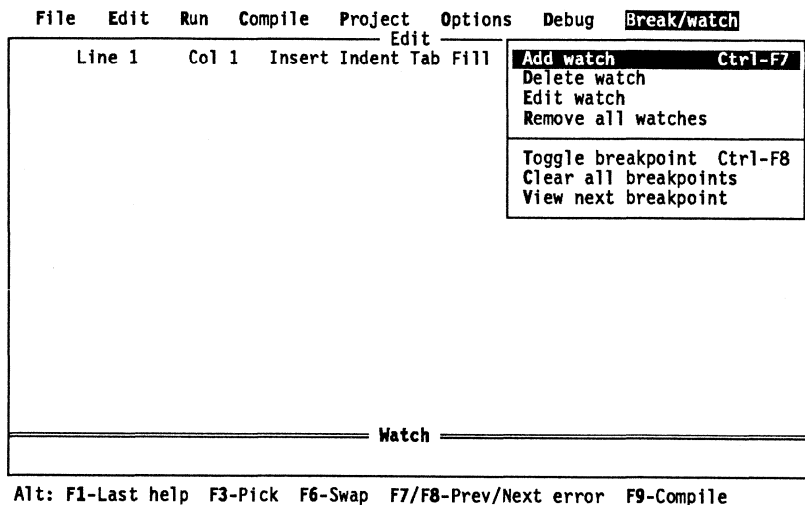 File Edit Run Compile Project Options Debug Break/watch
Edit
Line 1 Col 1 Insert Indent Tab Fill
Add watch Ctrl-F7
Delete watch
Edit watch
Remove all watches
Toggle breakpoint Ctrl-F8
Clear all breakpoints
View next breakpoint
Watch
Alt: F1-Last help F3-Pick F6-Swap F7/F8-Prev/Next error F9-Compile